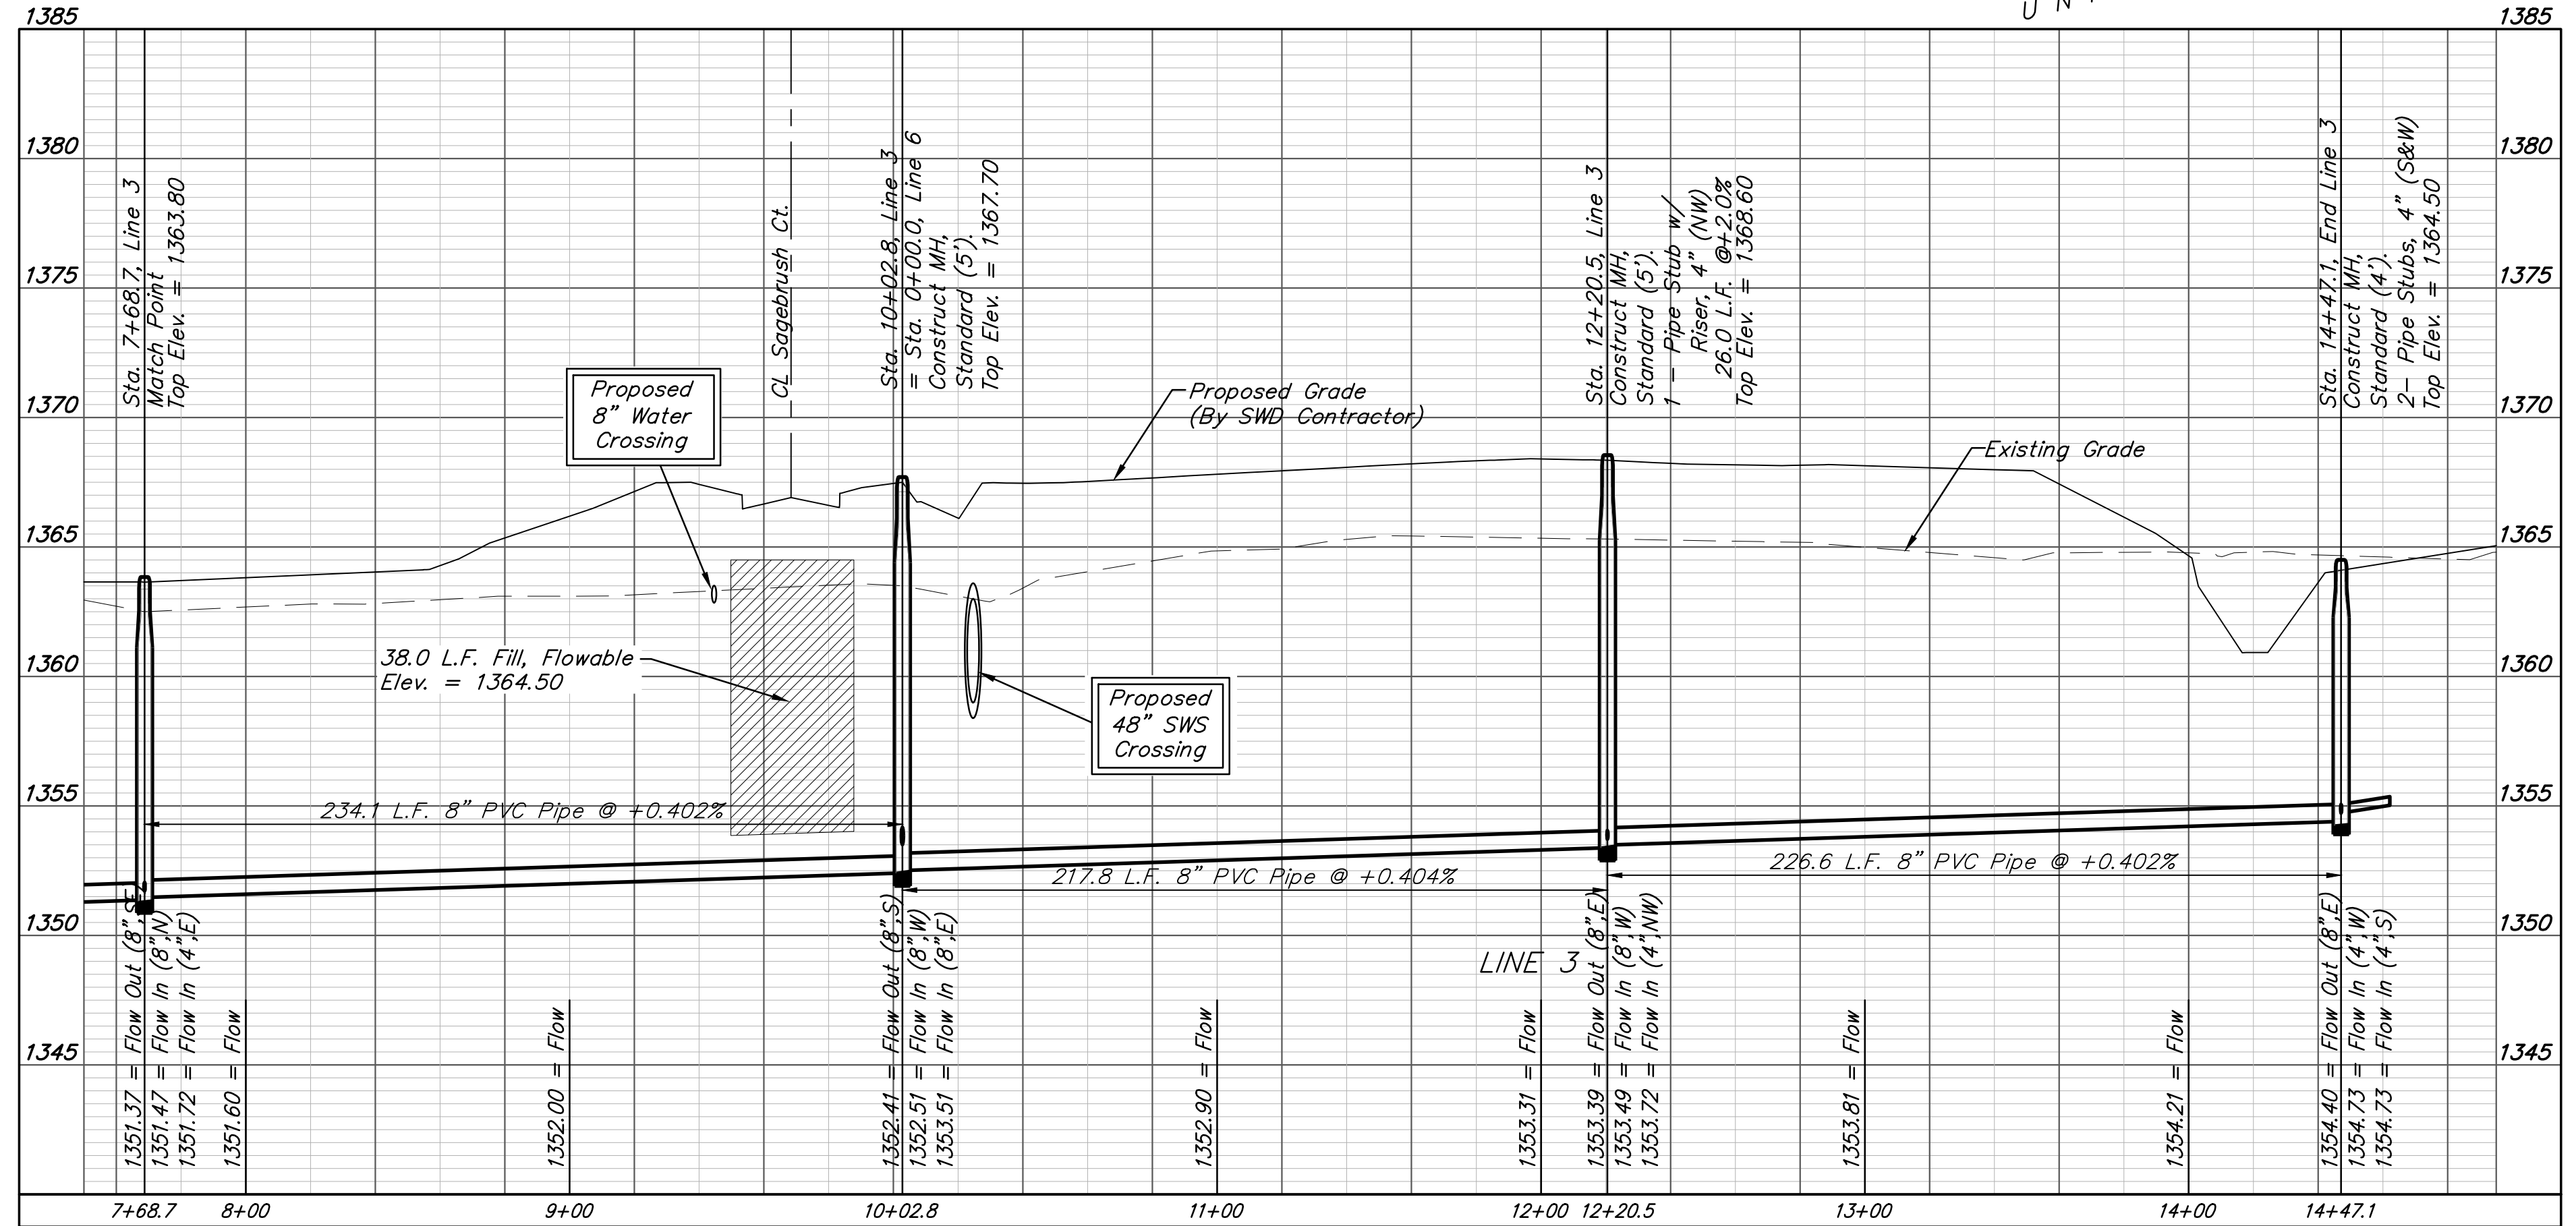 1385
1385
1380
1380
1375
1375
1370
1370
1365
1365
1360
1360
1355
1355
1350
1350
1345
1345
Sta. 7+68.7, Line 3
Match Point
Top Elev. = 1363.80
CL Sagebrush Ct.
Sta. 10+02.8, Line 3
= Sta. 0+00.0, Line 6
Construct MH,
Standard (5').
Top Elev. = 1367.70
Sta. 12+20.5, Line 3
Construct MH,
Standard (5').
1 - Pipe Stub w/
Riser, 4" (NW)
26.0 L.F. @+2.0%
Top Elev. = 1368.60
Sta. 14+47.1, End Line 3
Construct MH,
Standard (4').
2- Pipe Stubs, 4" (S&W)
Top Elev. = 1364.50
Proposed
8" Water
Crossing
Proposed Grade
(By SWD Contractor)
Existing Grade
38.0 L.F. Fill, Flowable
Elev. = 1364.50
Proposed
48" SWS
Crossing
234.1 L.F. 8" PVC Pipe @ +0.402%
217.8 L.F. 8" PVC Pipe @ +0.404%
226.6 L.F. 8" PVC Pipe @ +0.402%
LINE 3
1351.37 = Flow Out (8",SE)
1351.47 = Flow In (8",N)
1351.72 = Flow In (4",E)
1351.60 = Flow
1352.00 = Flow
1352.41 = Flow Out (8",S)
1352.51 = Flow In (8",W)
1353.51 = Flow In (8",E)
1352.90 = Flow
1353.31 = Flow
1353.39 = Flow Out (8",E)
1353.49 = Flow In (8",W)
1353.72 = Flow In (4",NW)
1353.81 = Flow
1354.21 = Flow
1354.40 = Flow Out (8",E)
1354.73 = Flow In (4",W)
1354.73 = Flow In (4",S)
7+68.7
8+00
9+00
10+02.8
11+00
12+00
12+20.5
13+00
14+00
14+47.1